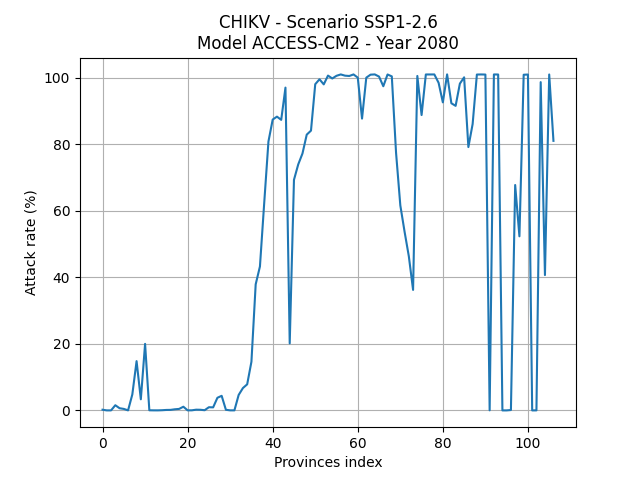 CHIKV - Scenario SSP1-2.6
Model ACCESS-CM2 - Year 2080
100
80
60
40
20
0
Attack rate (%)
0 20 40 60 80 100
Provinces index